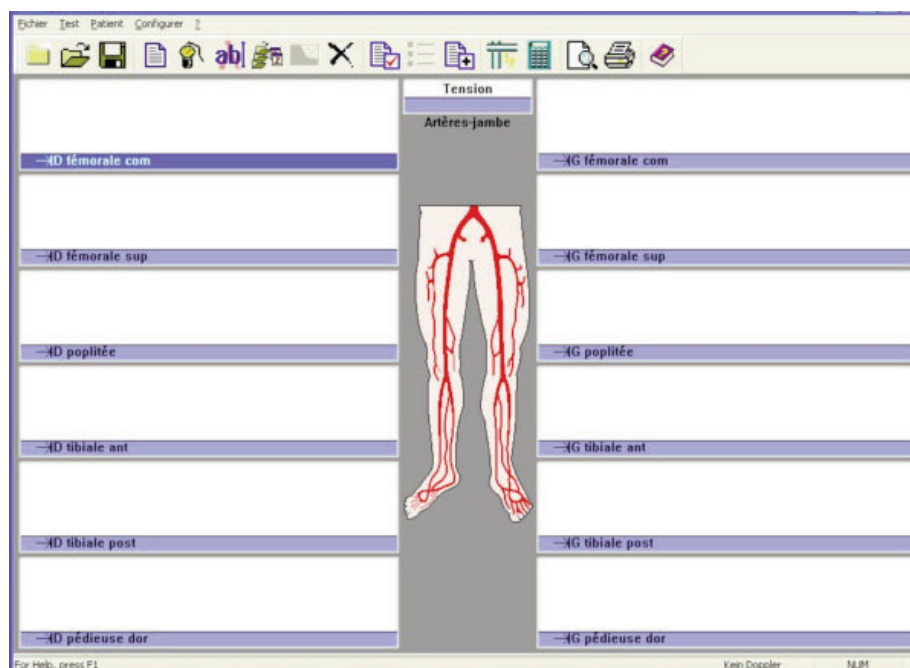 Fichier Test Patient Configurer ?
abl
Tension
Artères-jambe
D fémorale com
G fémorale com
D fémorale sup
G fémorale sup
D poplitée
G poplitée
D tibiale ant
G tibiale ant
D tibiale post
G tibiale post
D pédieuse dor
G pédieuse dor
For Help, press F1
Kein Doppler
NUM